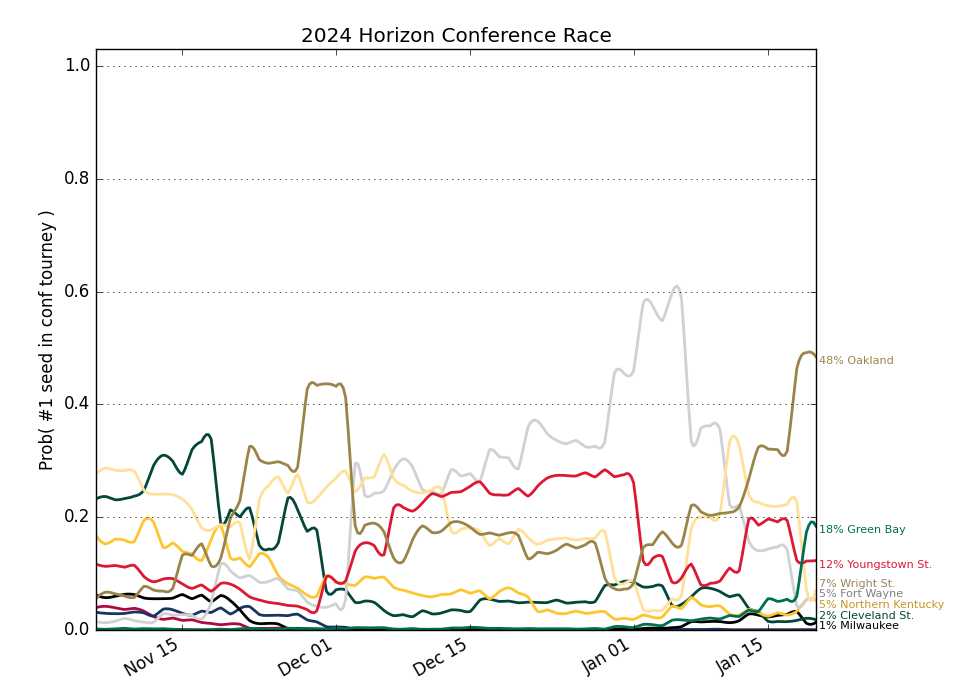 2024 Horizon Conference Race
Prob( #1 seed in conf tourney )
1.0
0.8
0.6
0.4
0.2
0.0
Nov 15
Dec 01
Dec 15
Jan 01
Jan 15
48% Oakland
18% Green Bay
12% Youngstown St.
7% Wright St.
5% Fort Wayne
5% Northern Kentucky
2% Cleveland St.
1% Milwaukee